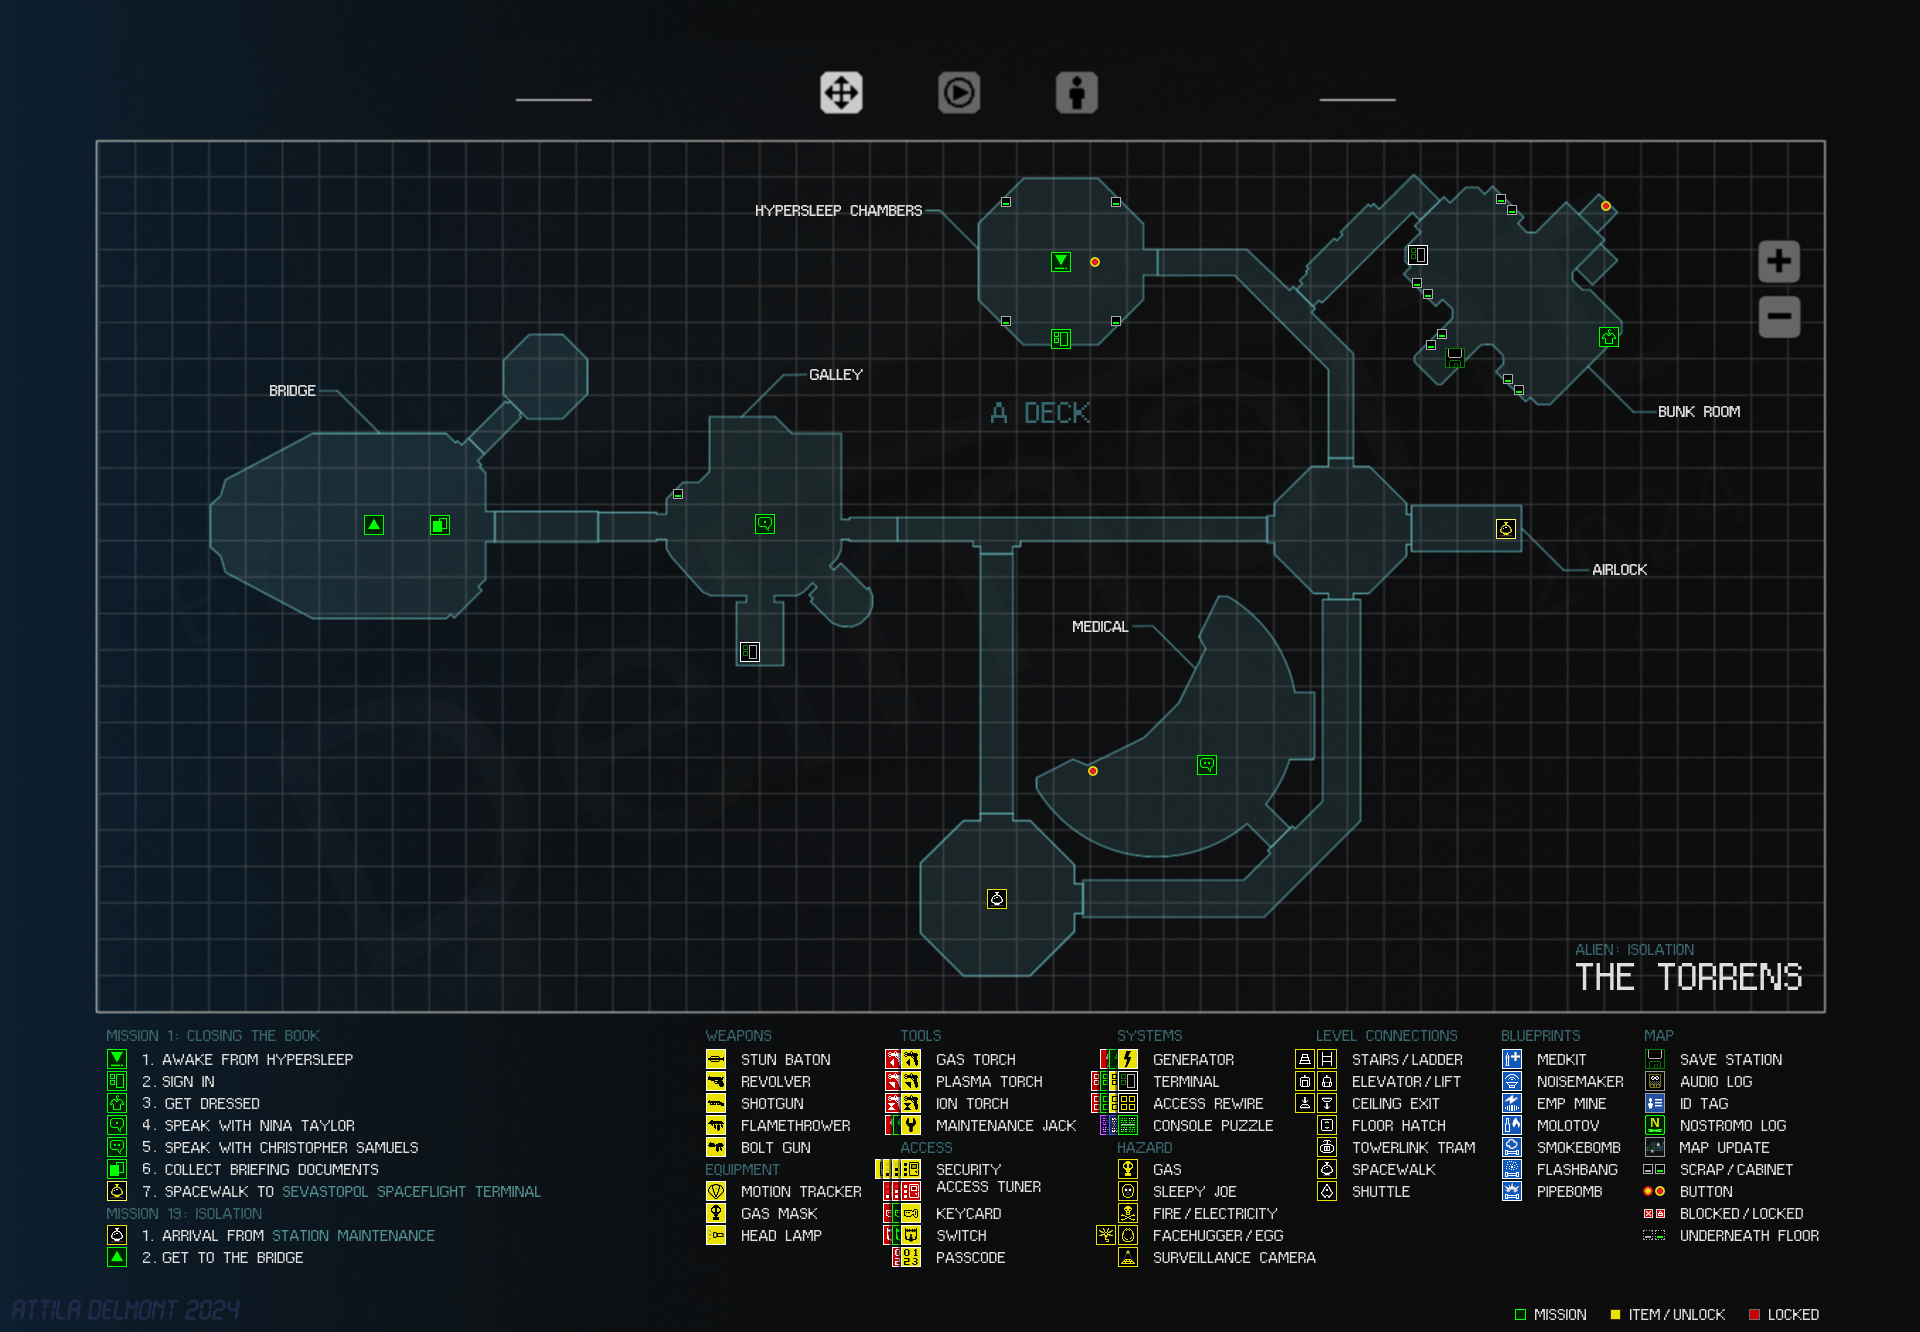 HYPERSLEEP CHAMBERS
GALLEY
BRIDGE
A DECK
BUNK ROOM
AIRLOCK
MEDICAL
ALIEN: ISOLATION
THE TORRENS
MISSION 1: CLOSING THE BOOK
1. AWAKE FROM HYPERSLEEP
2. SIGN IN
3. GET DRESSED
4. SPEAK WITH NINA TAYLOR
5. SPEAK WITH CHRISTOPHER SAMUELS
6. COLLECT BRIEFING DOCUMENTS
7. SPACEWALK TO SEVASTOPOL SPACEFLIGHT TERMINAL
MISSION 19: ISOLATION
1. ARRIVAL FROM STATION MAINTENANCE
2. GET TO THE BRIDGE
WEAPONS
STUN BATON
REVOLVER
SHOTGUN
FLAMETHROWER
BOLT GUN
EQUIPMENT
MOTION TRACKER
GAS MASK
HEAD LAMP
TOOLS
GAS TORCH
PLASMA TORCH
ION TORCH
MAINTENANCE JACK
ACCESS
SECURITY
ACCESS TUNER
KEYCARD
SWITCH
PASSCODE
SYSTEMS
GENERATOR
TERMINAL
ACCESS REWIRE
CONSOLE PUZZLE
HAZARD
GAS
SLEEPY JOE
FIRE/ELECTRICITY
FACEHUGGER/EGG
SURVEILLANCE CAMERA
LEVEL CONNECTIONS
STAIRS/LADDER
ELEVATOR/LIFT
CEILING EXIT
FLOOR HATCH
TOWERLINK TRAM
SPACEWALK
SHUTTLE
BLUEPRINTS
MEDKIT
NOISEMAKER
EMP MINE
MOLOTOV
SMOKEBOMB
FLASHBANG
PIPEBOMB
MAP
SAVE STATION
AUDIO LOG
ID TAG
NOSTROMO LOG
MAP UPDATE
SCRAP/CABINET
BUTTON
BLOCKED/LOCKED
UNDERNEATH FLOOR
ATTILA DELMONT 2024
MISSION
ITEM/UNLOCK
LOCKED